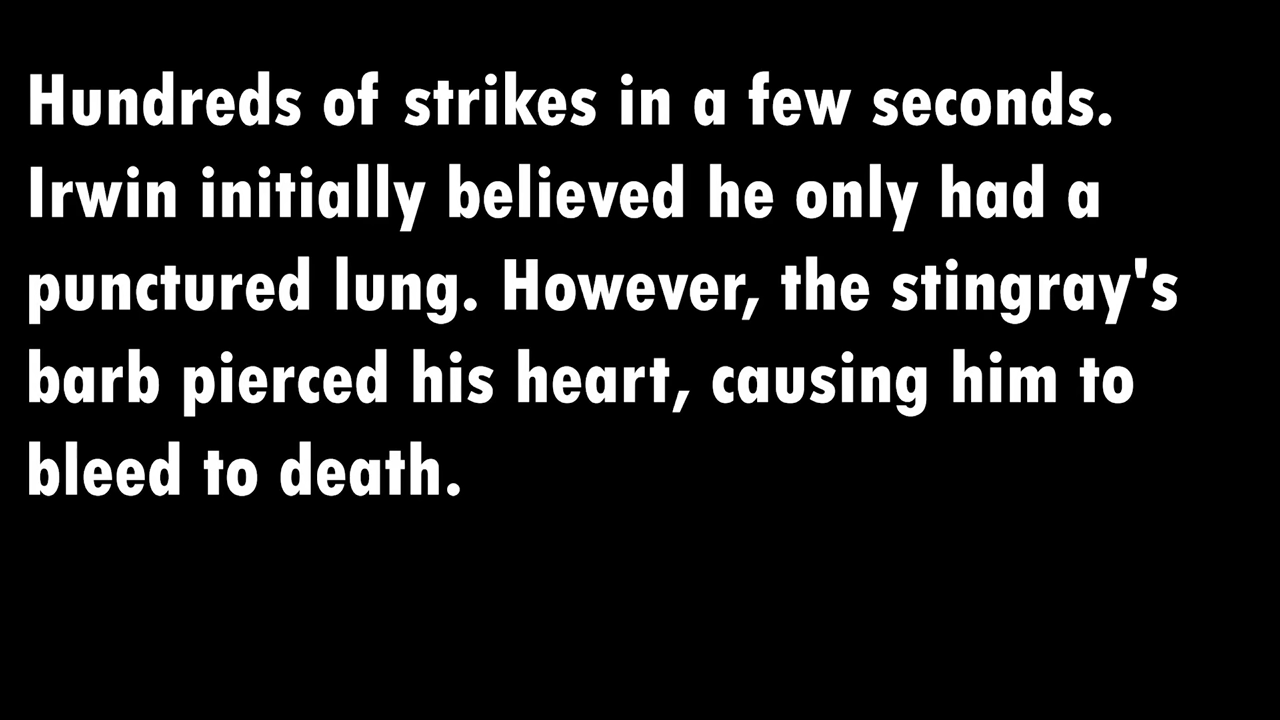 Hundreds of strikes in a few seconds.
Irwin initially believed he only had a
punctured lung. However, the stingray's
barb pierced his heart, causing him to
bleed to death.